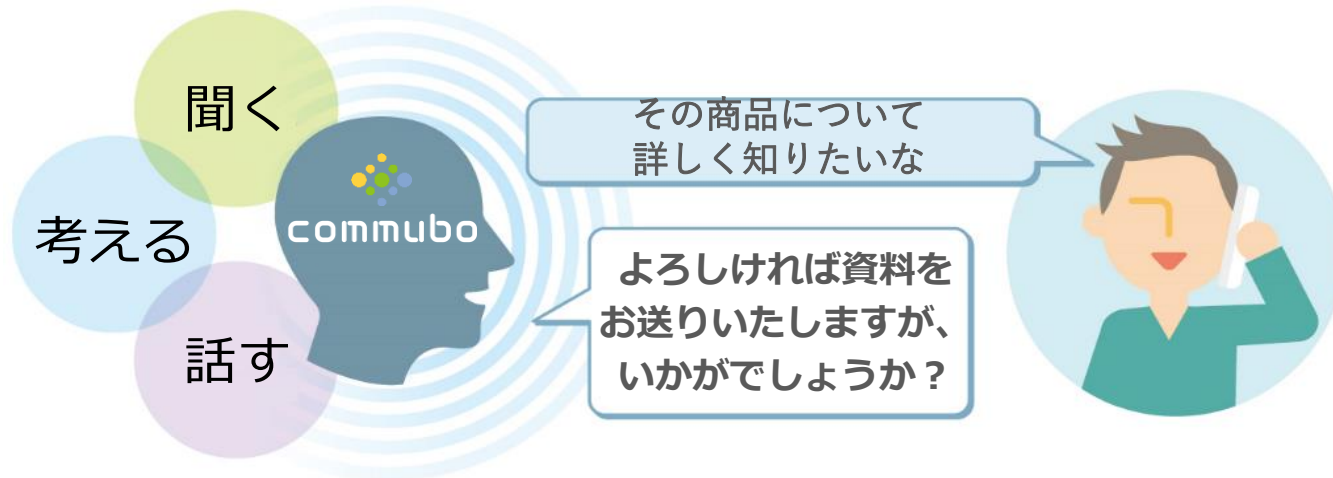 聞く
考える
話す
commubo
その商品について
詳しく知りたいな
よろしければ資料を
お送りいたしますが、
いかがでしょうか？